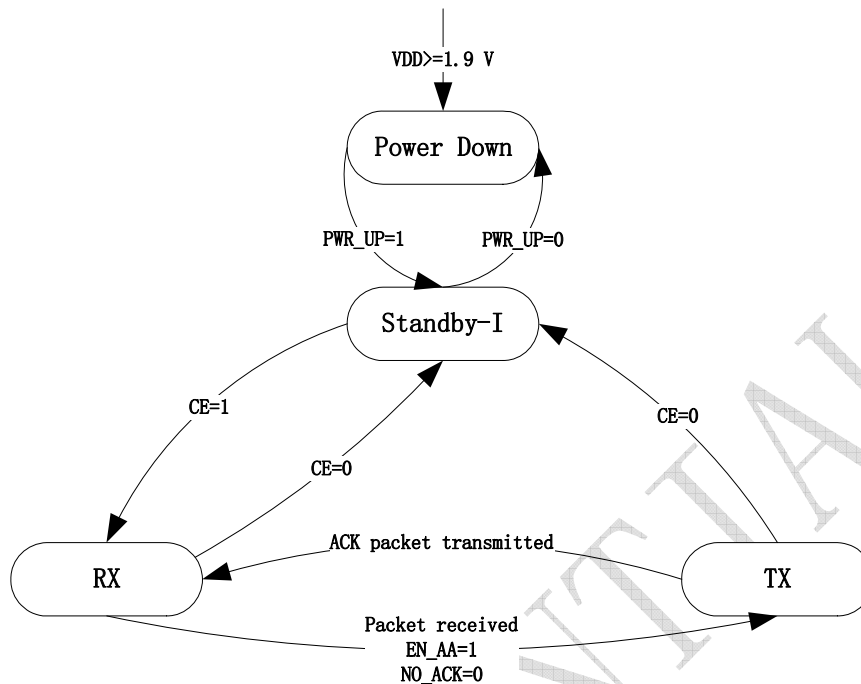 VDD>=1.9 V
Power Down
PWR_UP=1
PWR_UP=0
Standby-I
CE=1
CE=0
CE=0
ACK packet transmitted
RX
TX
Packet received
EN_AA=1
NO_ACK=0